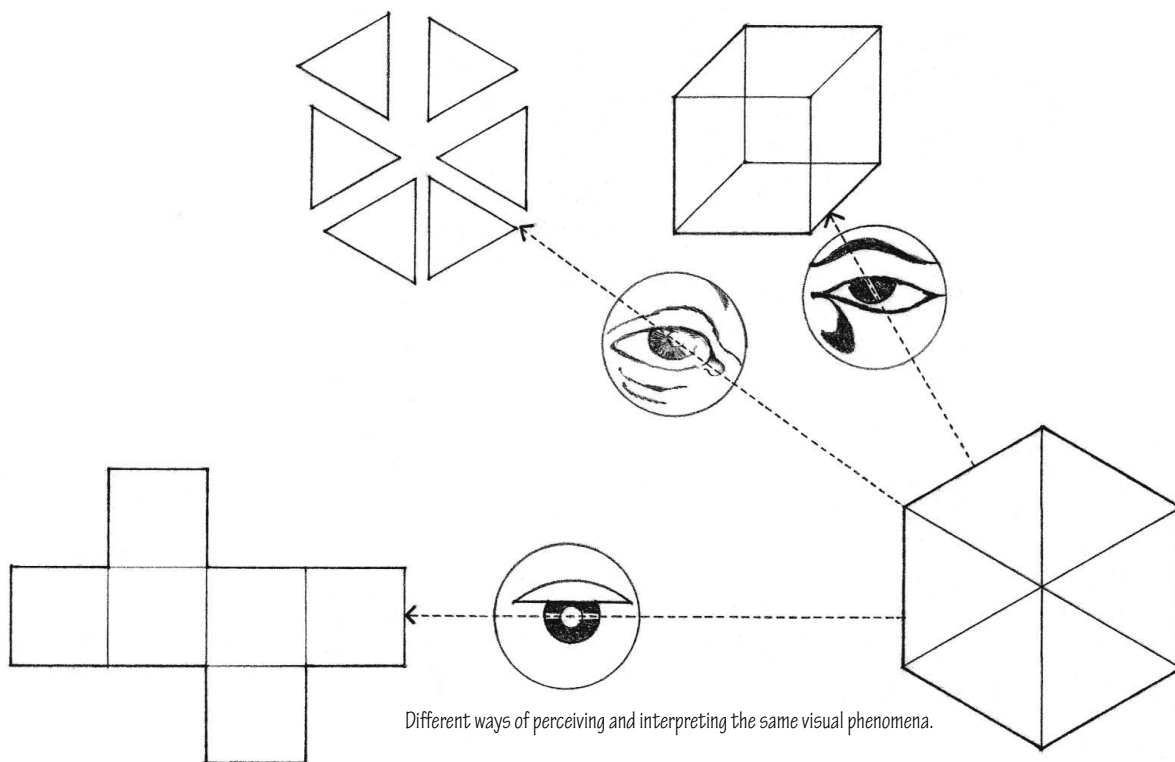 Different ways of perceiving and interpreting the same visual phenomena.